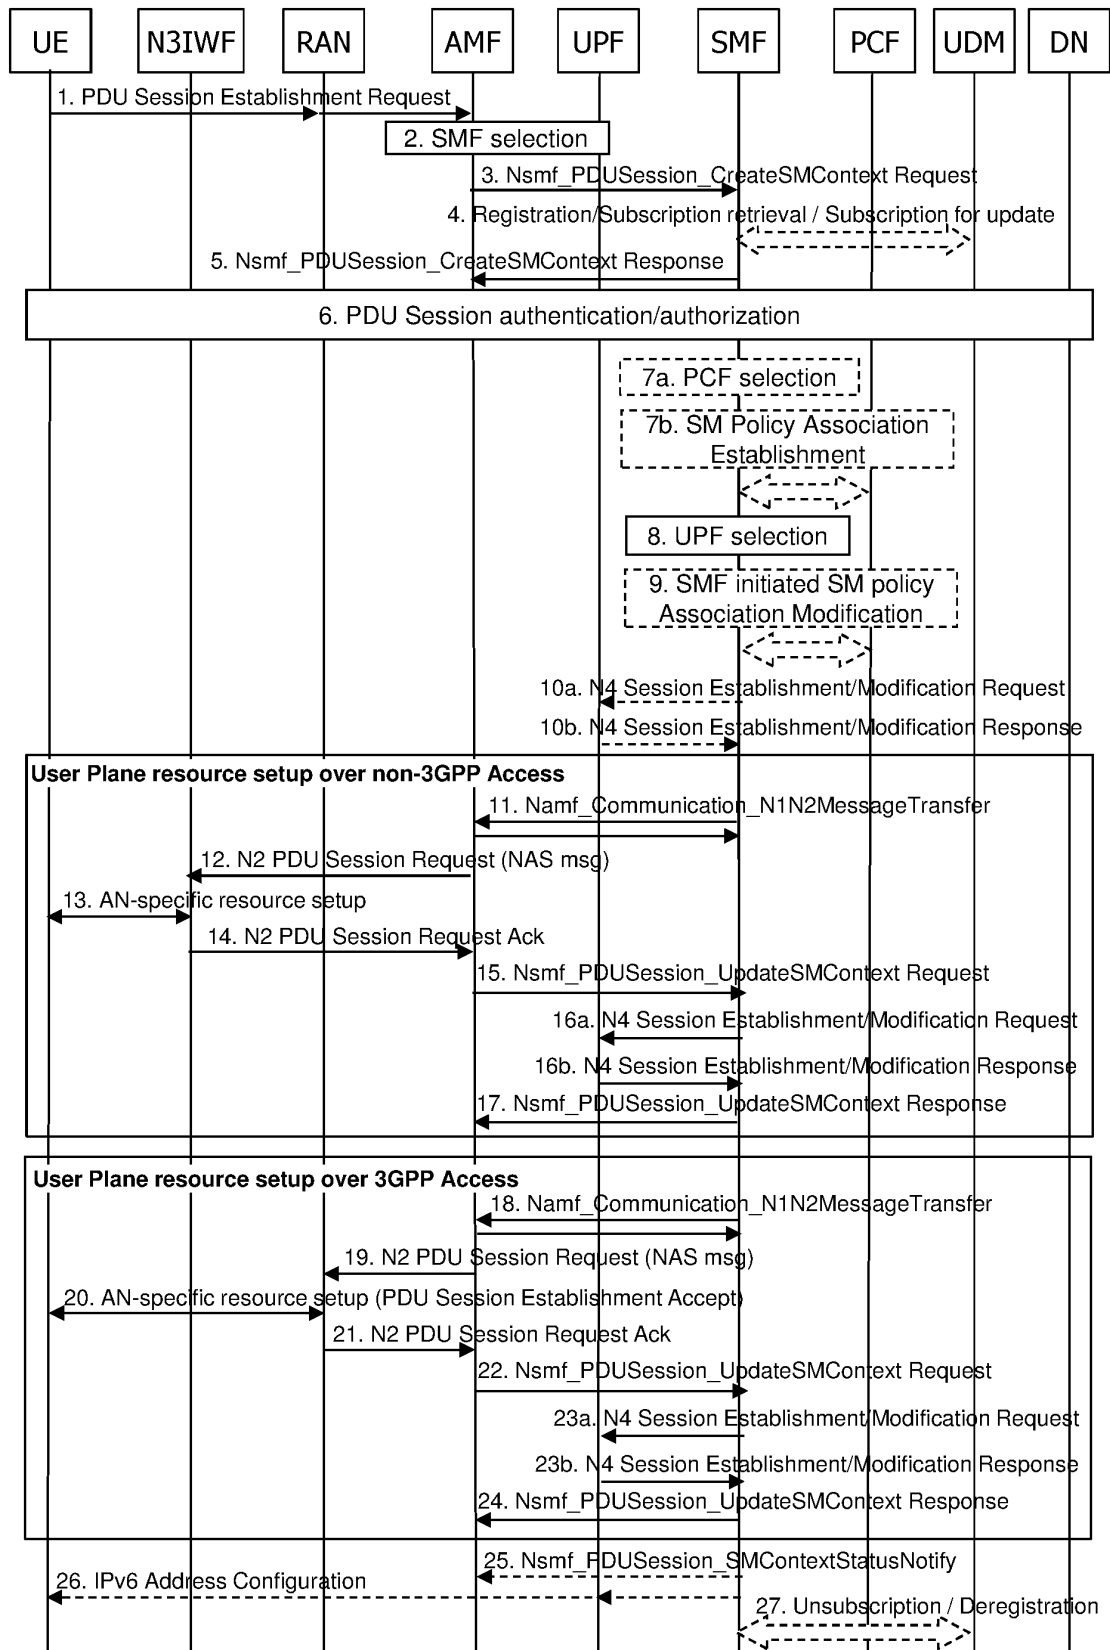 UE N3IWF RAN AMF UPF SMF PCF UDM DN
1. PDU Session Establishment Request
2. SMF selection
3. Nsmf_PDUSession_CreateSMContext Request
4. Registration/Subscription retrieval / Subscription for update
5. Nsmf_PDUSession_CreateSMContext Response
6. PDU Session authentication/authorization
7a. PCF selection
7b. SM Policy Association
Establishment
8. UPF selection
9. SMF initiated SM policy
Association Modification
10a. N4 Session Establishment/Modification Request
10b. N4 Session Establishment/Modification Response
User Plane resource setup over non-3GPP Access
11. Namf_Communication_N1N2MessageTransfer
12. N2 PDU Session Request (NAS msg)
13. AN-specific resource setup
14. N2 PDU Session Request Ack
15. Nsmf_PDUSession_UpdateSMContext Request
16a. N4 Session Establishment/Modification Request
16b. N4 Session Establishment/Modification Response
17. Nsmf_PDUSession_UpdateSMContext Response
User Plane resource setup over 3GPP Access
18. Namf_Communication_N1N2MessageTransfer
19. N2 PDU Session Request (NAS msg)
20. AN-specific resource setup (PDU Session Establishment Accept)
21. N2 PDU Session Request Ack
22. Nsmf_PDUSession_UpdateSMContext Request
23a. N4 Session Establishment/Modification Request
23b. N4 Session Establishment/Modification Response
24. Nsmf_PDUSession_UpdateSMContext Response
25. Nsmf_PDUSession_SMContextStatusNotify
26. IPv6 Address Configuration
27. Unsubscription / Deregistration